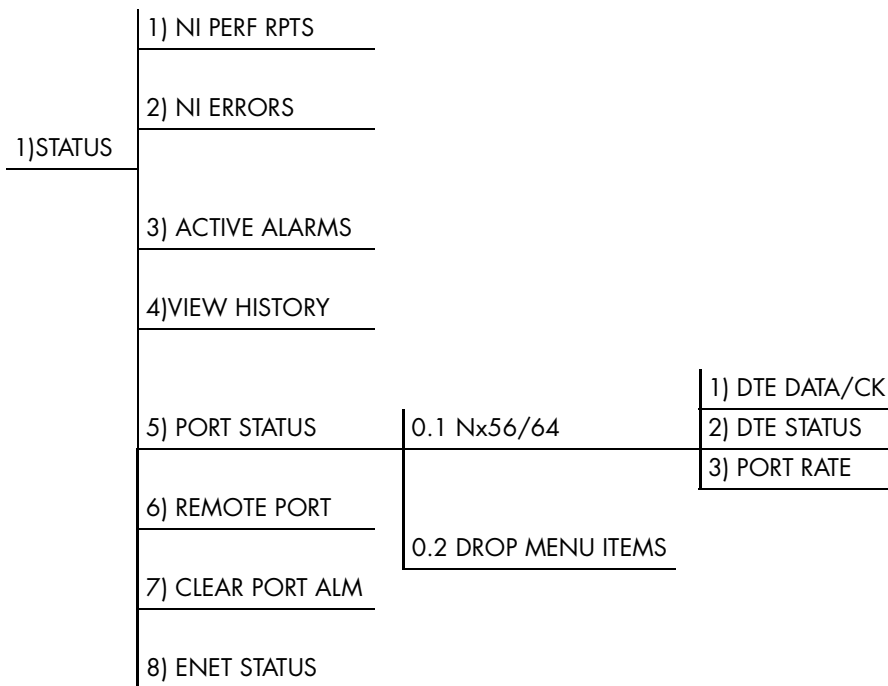 1) NI PERF RPTS
2) NI ERRORS
1)STATUS
3) ACTIVE ALARMS
4)VIEW HISTORY
5) PORT STATUS
0.1 Nx56/64
1) DTE DATA/CK
2) DTE STATUS
3) PORT RATE
6) REMOTE PORT
0.2 DROP MENU ITEMS
7) CLEAR PORT ALM
8) ENET STATUS